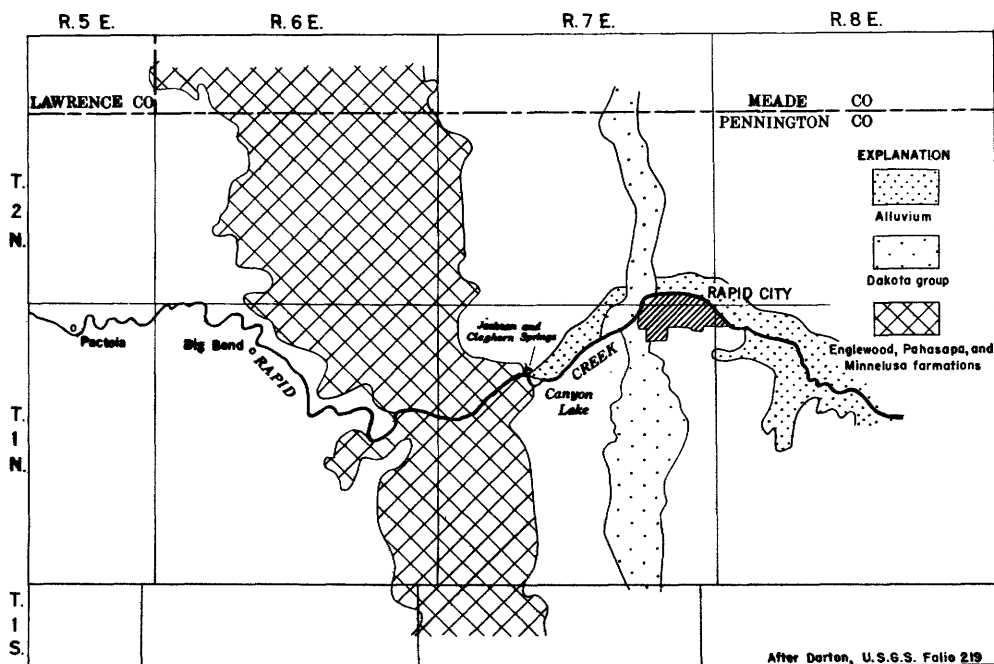 R. 5 E.
R. 6 E.
R. 7 E.
R. 8 E.
LAWRENCE CO
MEADE CO
PENNINGTON CO
T.
2
N.
EXPLANATION
Alluvium
Dakota group
Englewood, Pahasapa, and
Minnelusa formations
RAPID CITY
Jackson and
Cleghorn Springs
Pactola
Big Bend
RAPID
CREEK
Canyon
Lake
T.
1
N.
T.
1
S.
After Darton, U.S.G.S. Folio 219